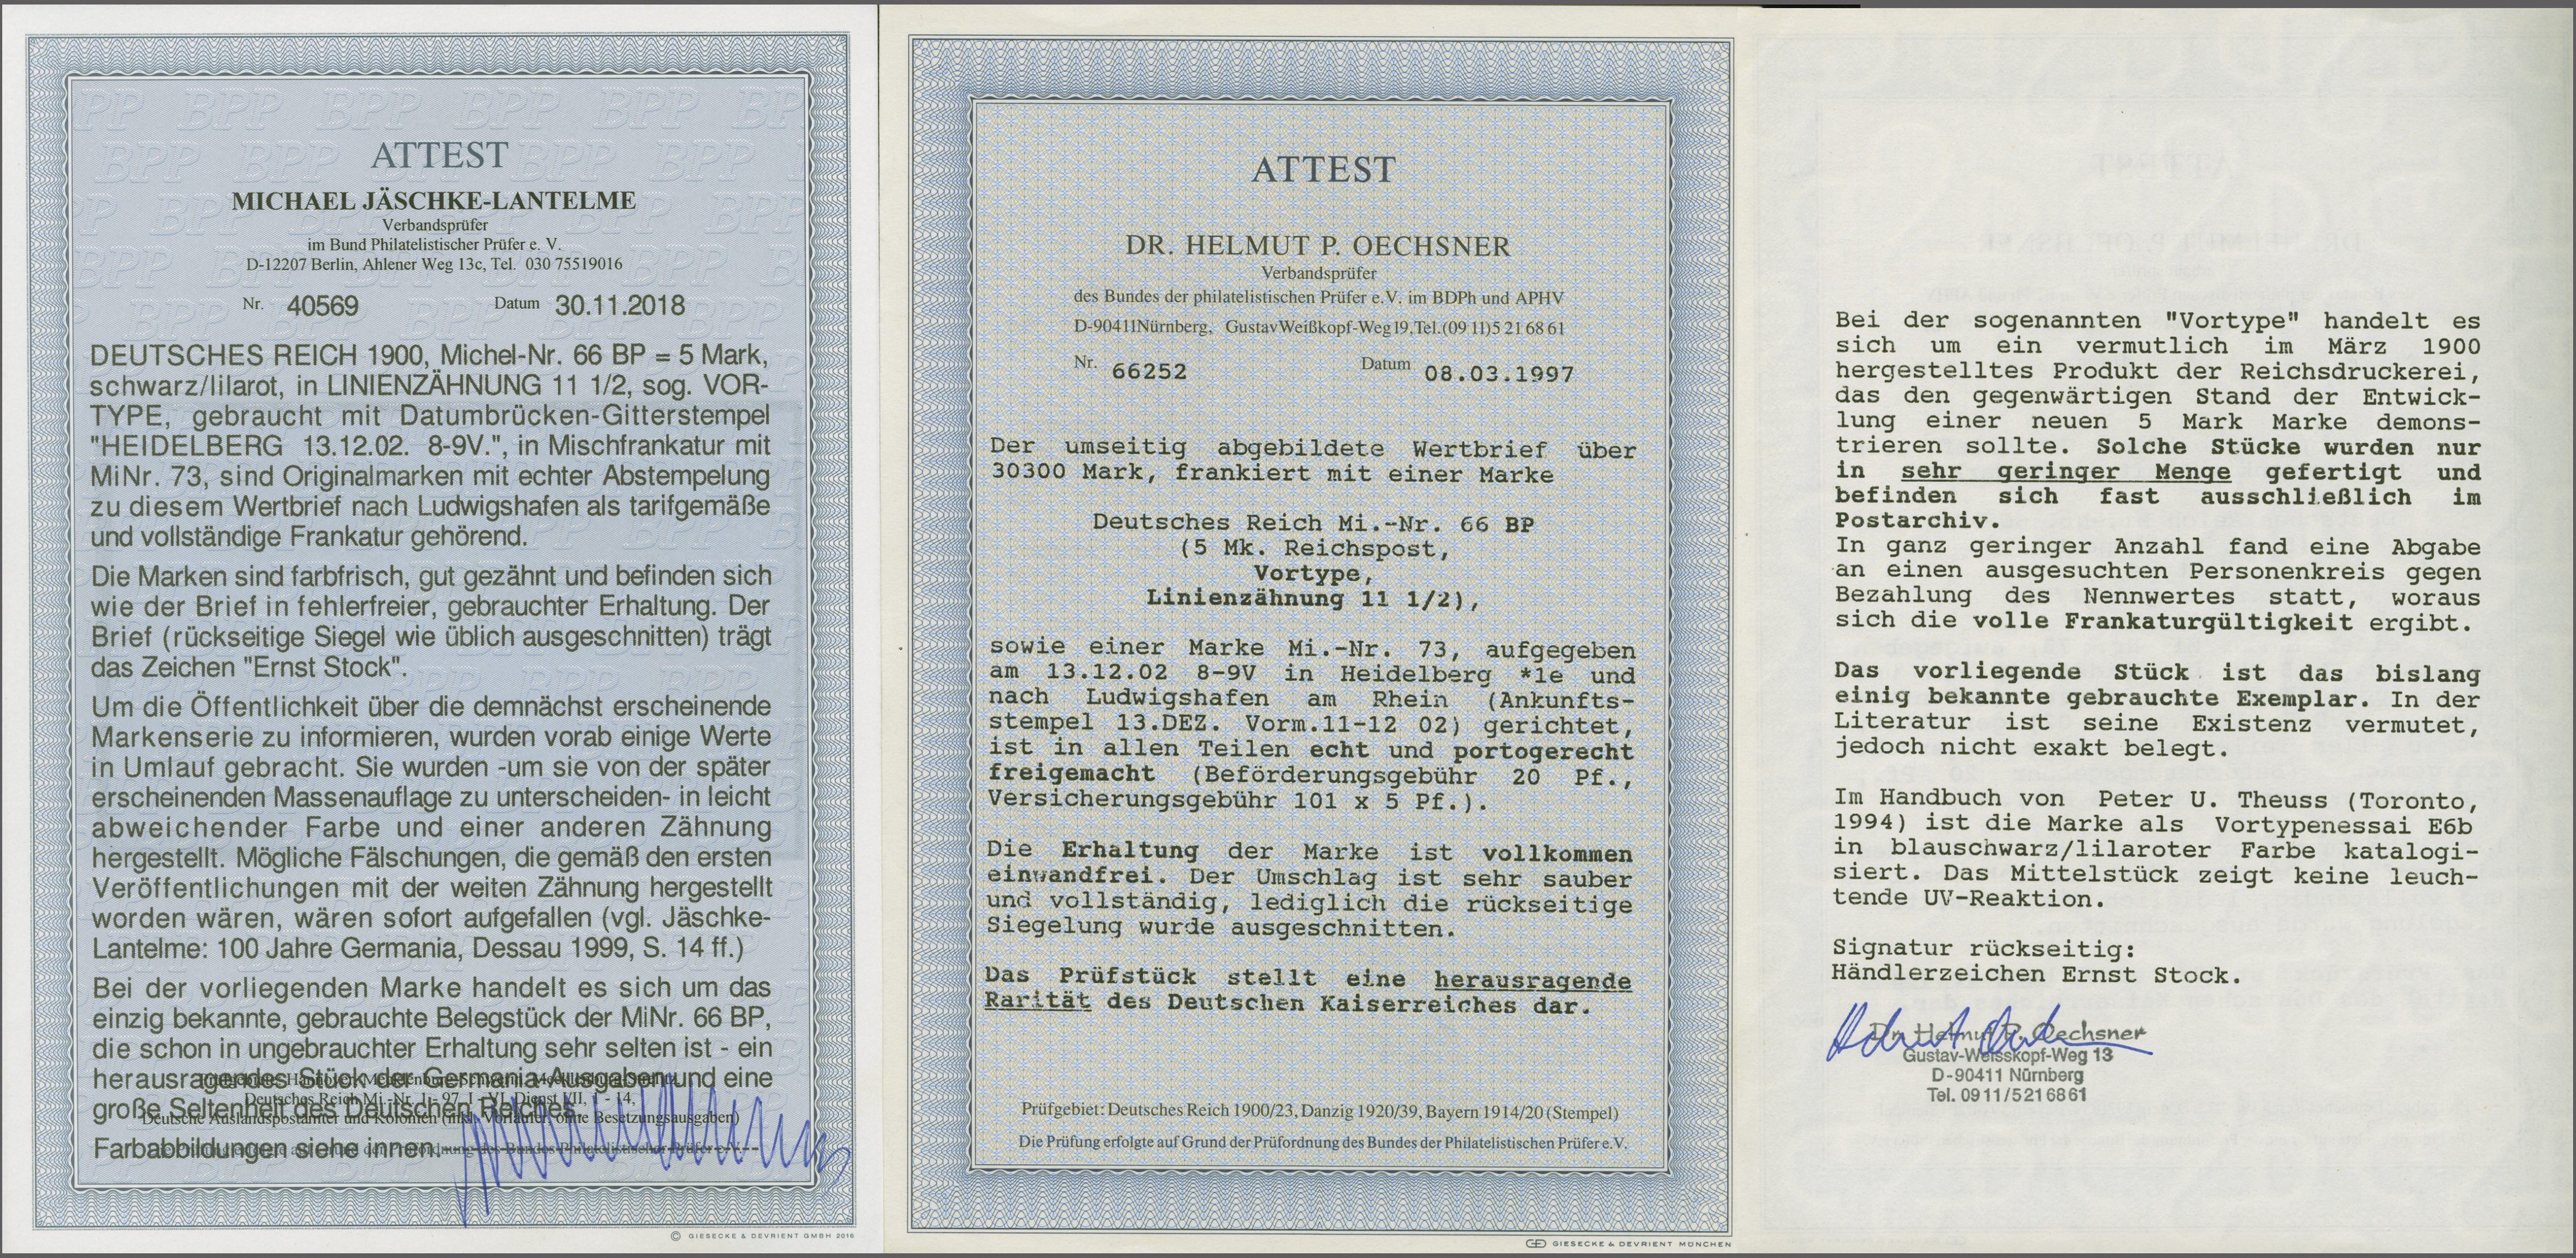 ATTEST
MICHAEL JÄSCHKE-LANTELME
Verbandsprüfer
im Bund Philatelistischer Prüfer e. V.
D-12207 Berlin, Ahlener Weg 13c, Tel. 030 75519016
Nr. 40569 Datum 30.11.2018
DEUTSCHES REICH 1900, Michel-Nr. 66 BP = 5 Mark,
schwarz/lilarot, in LINIENZÄHNUNG 11 1/2, sog. VOR-
TYPE, gebraucht mit Datumbrücken-Gitterstempel
"HEIDELBERG 13.12.02. 8-9V.", in Mischfrankatur mit
MiNr. 73, sind Originalmarken mit echter Abstempelung
zu diesem Wertbrief nach Ludwigshafen als tarifgemäße
und vollständige Frankatur gehörend.
Die Marken sind farbfrisch, gut gezähnt und befinden sich
wie der Brief in fehlerfreier, gebrauchter Erhaltung. Der
Brief (rückseitige Siegel wie üblich ausgeschnitten) trägt
das Zeichen "Ernst Stock".
Um die Öffentlichkeit über die demnächst erscheinende
Markenserie zu informieren, wurden vorab einige Werte
in Umlauf gebracht. Sie wurden -um sie von der später
erscheinenden Massenauflage zu unterscheiden- in leicht
abweichender Farbe und einer anderen Zähnung
hergestellt. Mögliche Fälschungen, die gemäß den ersten
Veröffentlichungen mit der weiten Zähnung hergestellt
worden wären, wären sofort aufgefallen (vgl. Jäschke-
Lantelme: 100 Jahre Germania, Dessau 1999, S. 14 ff.)
Bei der vorliegenden Marke handelt es sich um das
einzig bekannte, gebrauchte Belegstück der MiNr. 66 BP,
die schon in ungebrauchter Erhaltung sehr selten ist - ein
herausragendes Stück der Germania-Ausgaben und eine
große Seltenheit des Deutschen Reiches.
Deutsche Auslandspostämter und Kolonien (inkl. Vorläufer, ohne Besetzungsausgaben)
Farbabbildungen siehe innen.
© GIESECKE & DEVRIENT GMBH 2016
ATTEST
DR. HELMUT P. OECHSNER
Verbandsprüfer
des Bundes der philatelistischen Prüfer e.V. im BDPh und APHV
D-90411Nürnberg, GustavWeißkopf-Weg19,Tel.(0911)5216861
Nr. 66252 Datum 08.03.1997
Der umseitig abgebildete Wertbrief über
30300 Mark, frankiert mit einer Marke
Deutsches Reich Mi.-Nr. 66 BP
(5 Mk. Reichspost,
Vortype,
Linienzähnung 11 1/2),
sowie einer Marke Mi.-Nr. 73, aufgegeben
am 13.12.02 8-9V in Heidelberg *1e und
nach Ludwigshafen am Rhein (Ankunfts-
stempel 13.DEZ. Vorm.11-12 02) gerichtet,
ist in allen Teilen echt und portogerecht
freigemacht (Beförderungsgebühr 20 Pf.,
Versicherungsgebühr 101 x 5 Pf.).
Die Erhaltung der Marke ist vollkommen
einwandfrei. Der Umschlag ist sehr sauber
und vollständig, lediglich die rückseitige
Siegelung wurde ausgeschnitten.
Das Prüfstück stellt eine herausragende
Rarität des Deutschen Kaiserreiches dar.
Prüfgebiet: Deutsches Reich 1900/23, Danzig 1920/39, Bayern 1914/20 (Stempel)
Die Prüfung erfolgte auf Grund der Prüfordnung des Bundes der Philatelistischen Prüfer e.V.
GIESECKE & DEVRIENT MÜNCHEN
Bei der sogenannten "Vortype" handelt es
sich um ein vermutlich im März 1900
hergestelltes Produkt der Reichsdruckerei,
das den gegenwärtigen Stand der Entwick-
lung einer neuen 5 Mark Marke demons-
trieren sollte. Solche Stücke wurden nur
in sehr geringer Menge gefertigt und
befinden sich fast ausschließlich im
Postarchiv.
In ganz geringer Anzahl fand eine Abgabe
an einen ausgesuchten Personenkreis gegen
Bezahlung des Nennwertes statt, woraus
sich die volle Frankaturgültigkeit ergibt.
Das vorliegende Stück ist das bislang
einig bekannte gebrauchte Exemplar. In der
Literatur ist seine Existenz vermutet,
jedoch nicht exakt belegt.
Im Handbuch von Peter U. Theuss (Toronto,
1994) ist die Marke als Vortypenessai E6b
in blauschwarz/lilaroter Farbe katalogi-
siert. Das Mittelstück zeigt keine leuch-
tende UV-Reaktion.
Signatur rückseitig:
Händlerzeichen Ernst Stock.
Dr. Helmut P. Oechsner
Gustav-Weisskopf-Weg 13
D-90411 Nürnberg
Tel. 0911/5216861